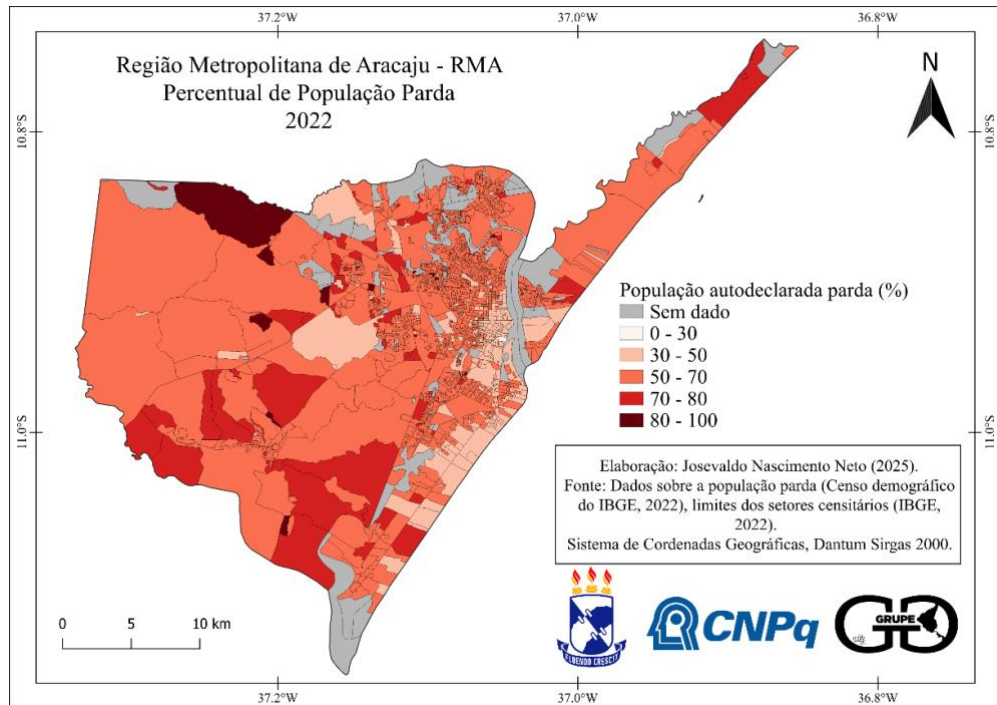 37.2°W
37.0°W
36.8°W
Região Metropolitana de Aracaju - RMA
Percentual de População Parda
2022
N
10.8°S
10.8°S
População autodeclarada parda (%)
Sem dado
0 - 30
30 - 50
50 - 70
70 - 80
80 - 100
11.0°S
11.0°S
Elaboração: Josevaldo Nascimento Neto (2025).
Fonte: Dados sobre a população parda (Censo demográfico
do IBGE, 2022), limites dos setores censitários (IBGE,
2022).
Sistema de Cordenadas Geográficas, Dantum Sirgas 2000.
0 5 10 km
CNPq
GRUPE
37.2°W
37.0°W
36.8°W